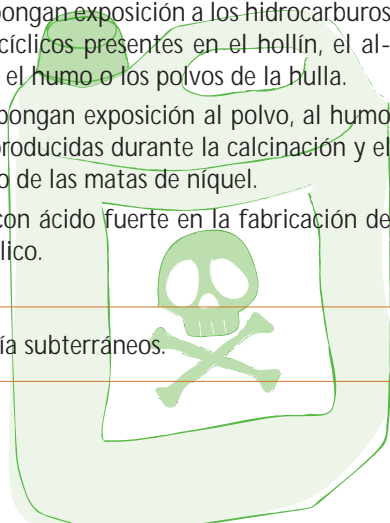 pongan exposición a los hidrocarburos
cíclicos presentes en el hollín, el al-
el humo o los polvos de la hulla.
pongan exposición al polvo, al humo
producidas durante la calcinación y el
o de las matas de níquel.
con ácido fuerte en la fabricación de
lico.
ía subterráneos.